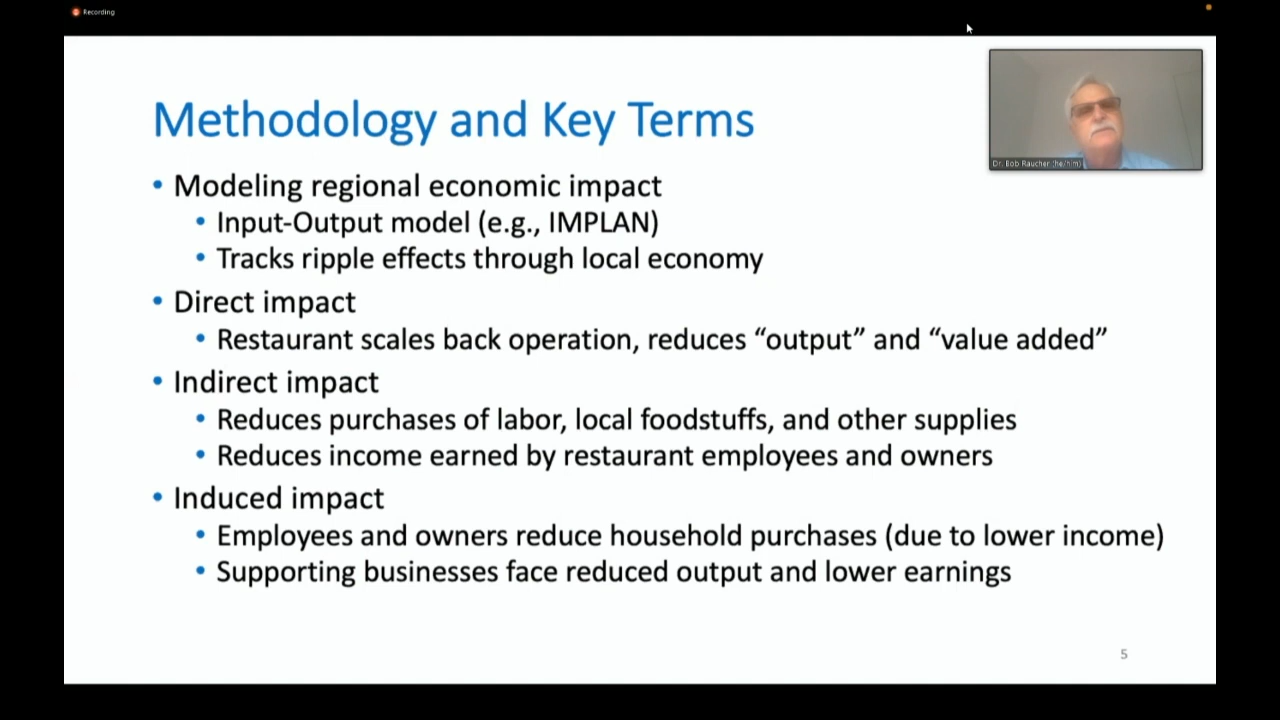 Recording
Dr. Bob Raucher (he/him)
Methodology and Key Terms
• Modeling regional economic impact
• Input-Output model (e.g., IMPLAN)
• Tracks ripple effects through local economy
• Direct impact
• Restaurant scales back operation, reduces “output” and “value added”
• Indirect impact
• Reduces purchases of labor, local foodstuffs, and other supplies
• Reduces income earned by restaurant employees and owners
• Induced impact
• Employees and owners reduce household purchases (due to lower income)
• Supporting businesses face reduced output and lower earnings
5